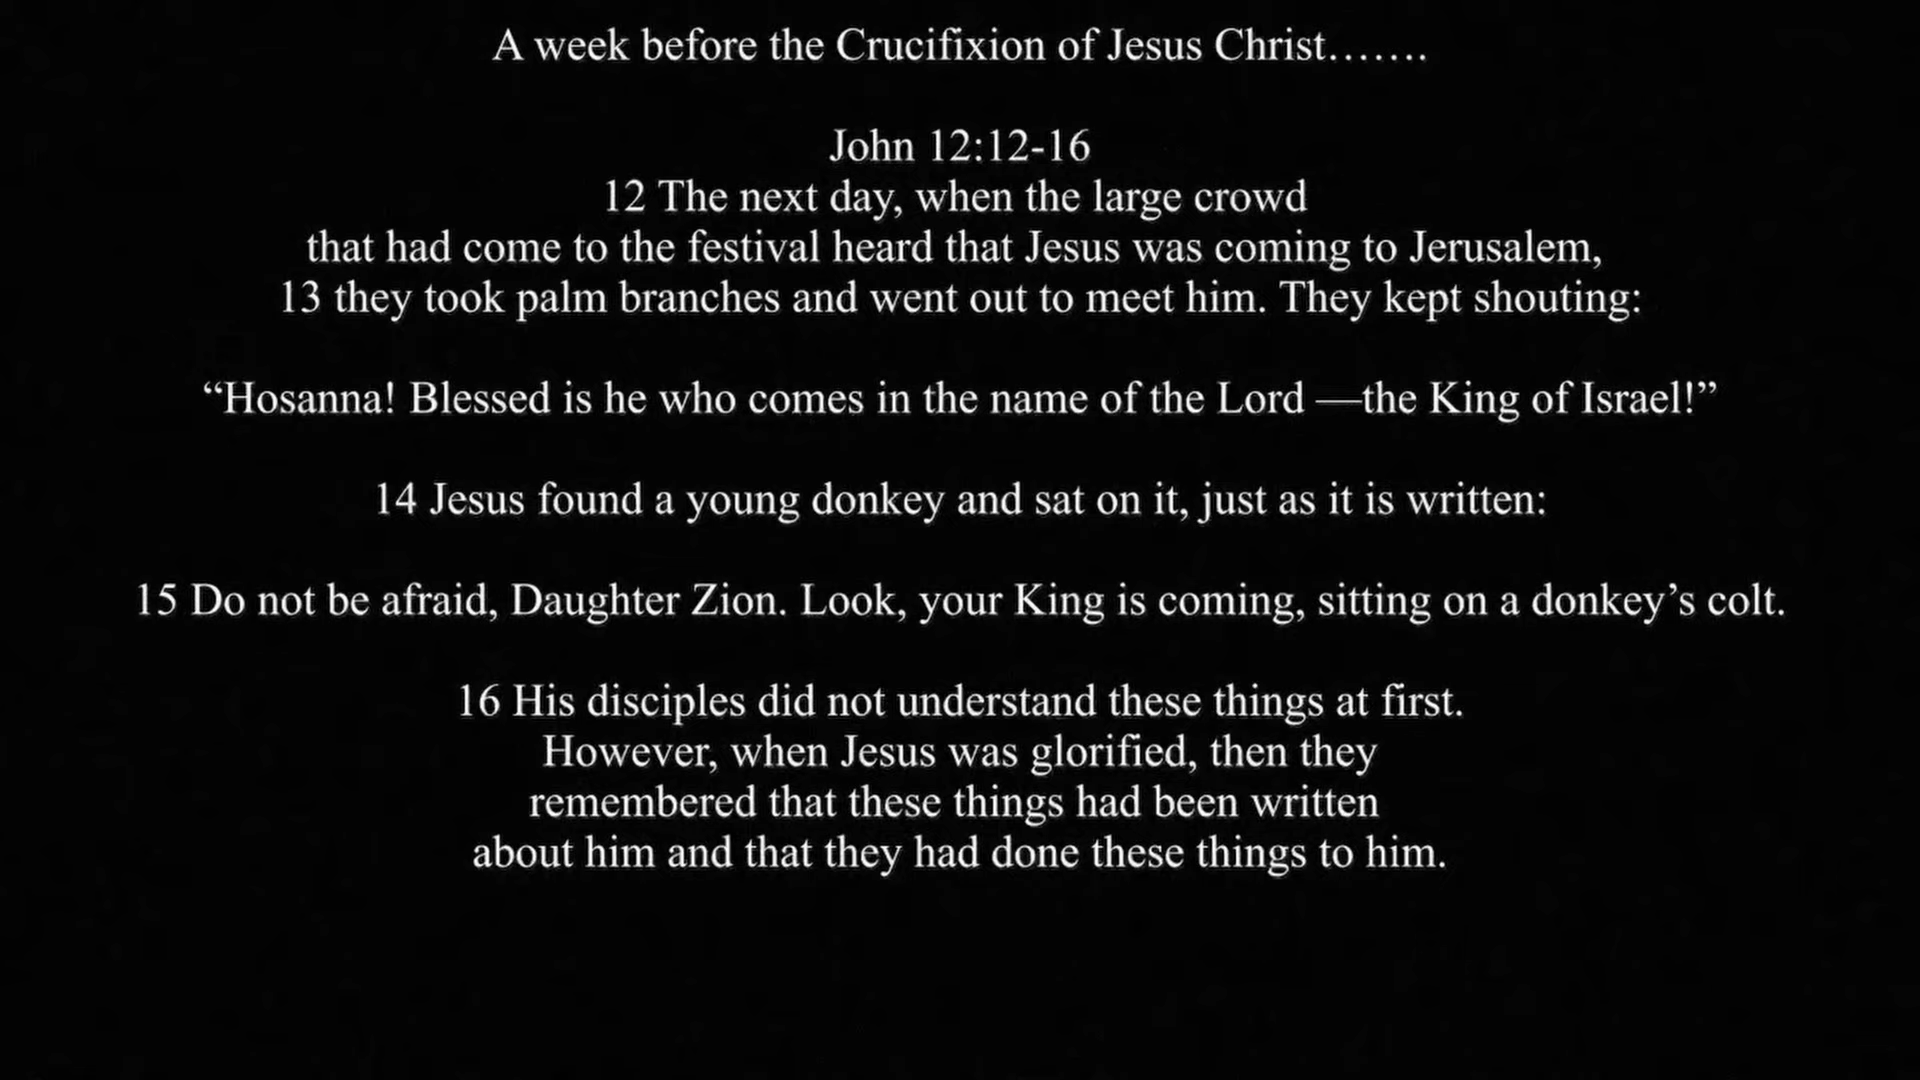 A week before the Crucifixion of Jesus Christ…….
John 12:12-16
12 The next day, when the large crowd
that had come to the festival heard that Jesus was coming to Jerusalem,
13 they took palm branches and went out to meet him. They kept shouting:
“Hosanna! Blessed is he who comes in the name of the Lord —the King of Israel!”
14 Jesus found a young donkey and sat on it, just as it is written:
15 Do not be afraid, Daughter Zion. Look, your King is coming, sitting on a donkey’s colt.
16 His disciples did not understand these things at first.
However, when Jesus was glorified, then they
remembered that these things had been written
about him and that they had done these things to him.